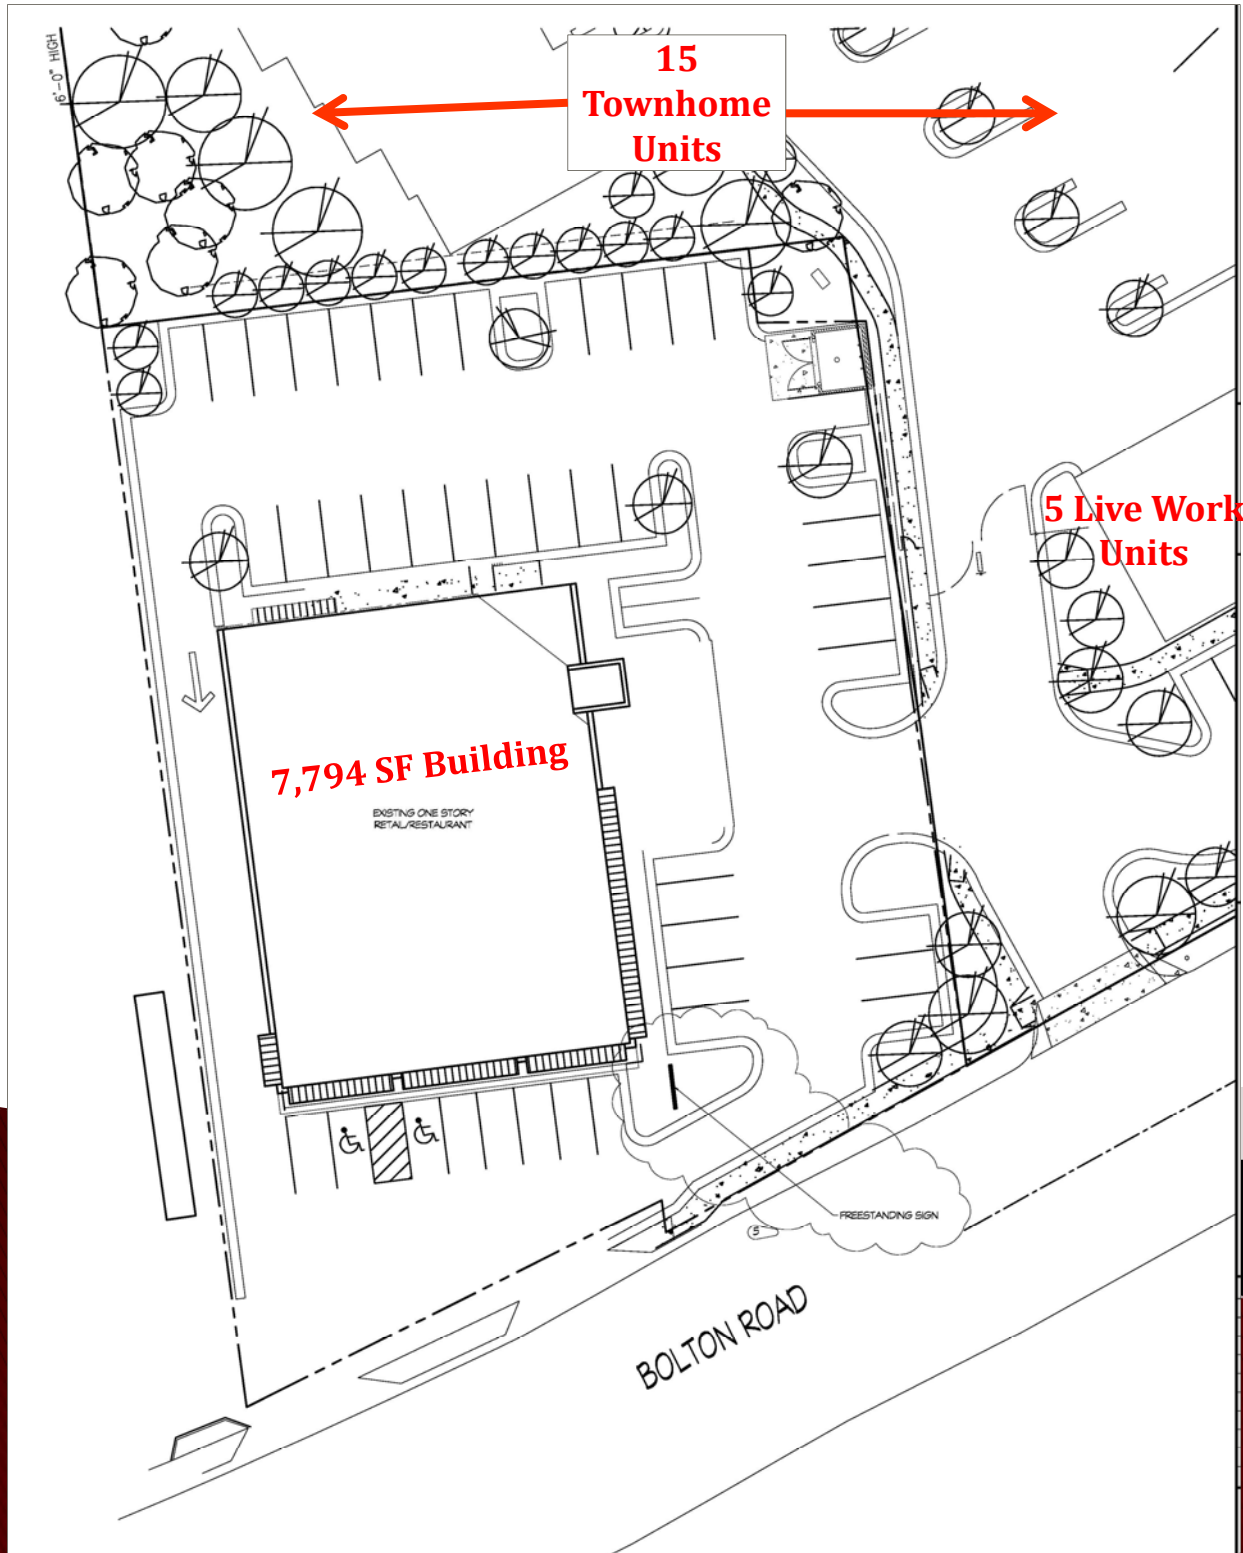 6'-0" HIGH
15
Townhome
Units
5 Live Work
Units
7,794 SF Building
EXISTING ONE STORY
RETAIL/RESTAURANT
FREESTANDING SIGN
S
BOLTON ROAD